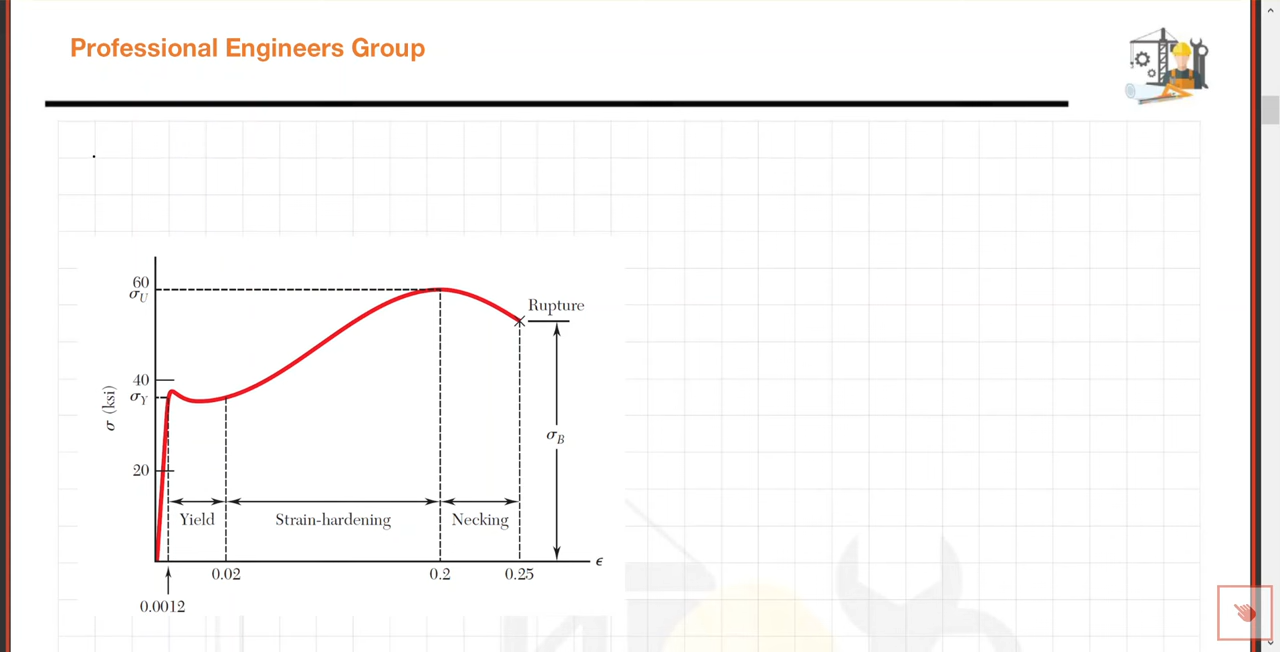 Professional Engineers Group
60
σU
Rupture
40
σY
σ (ksi)
σB
20
Yield
Strain-hardening
Necking
ϵ
0.02
0.2
0.25
0.0012